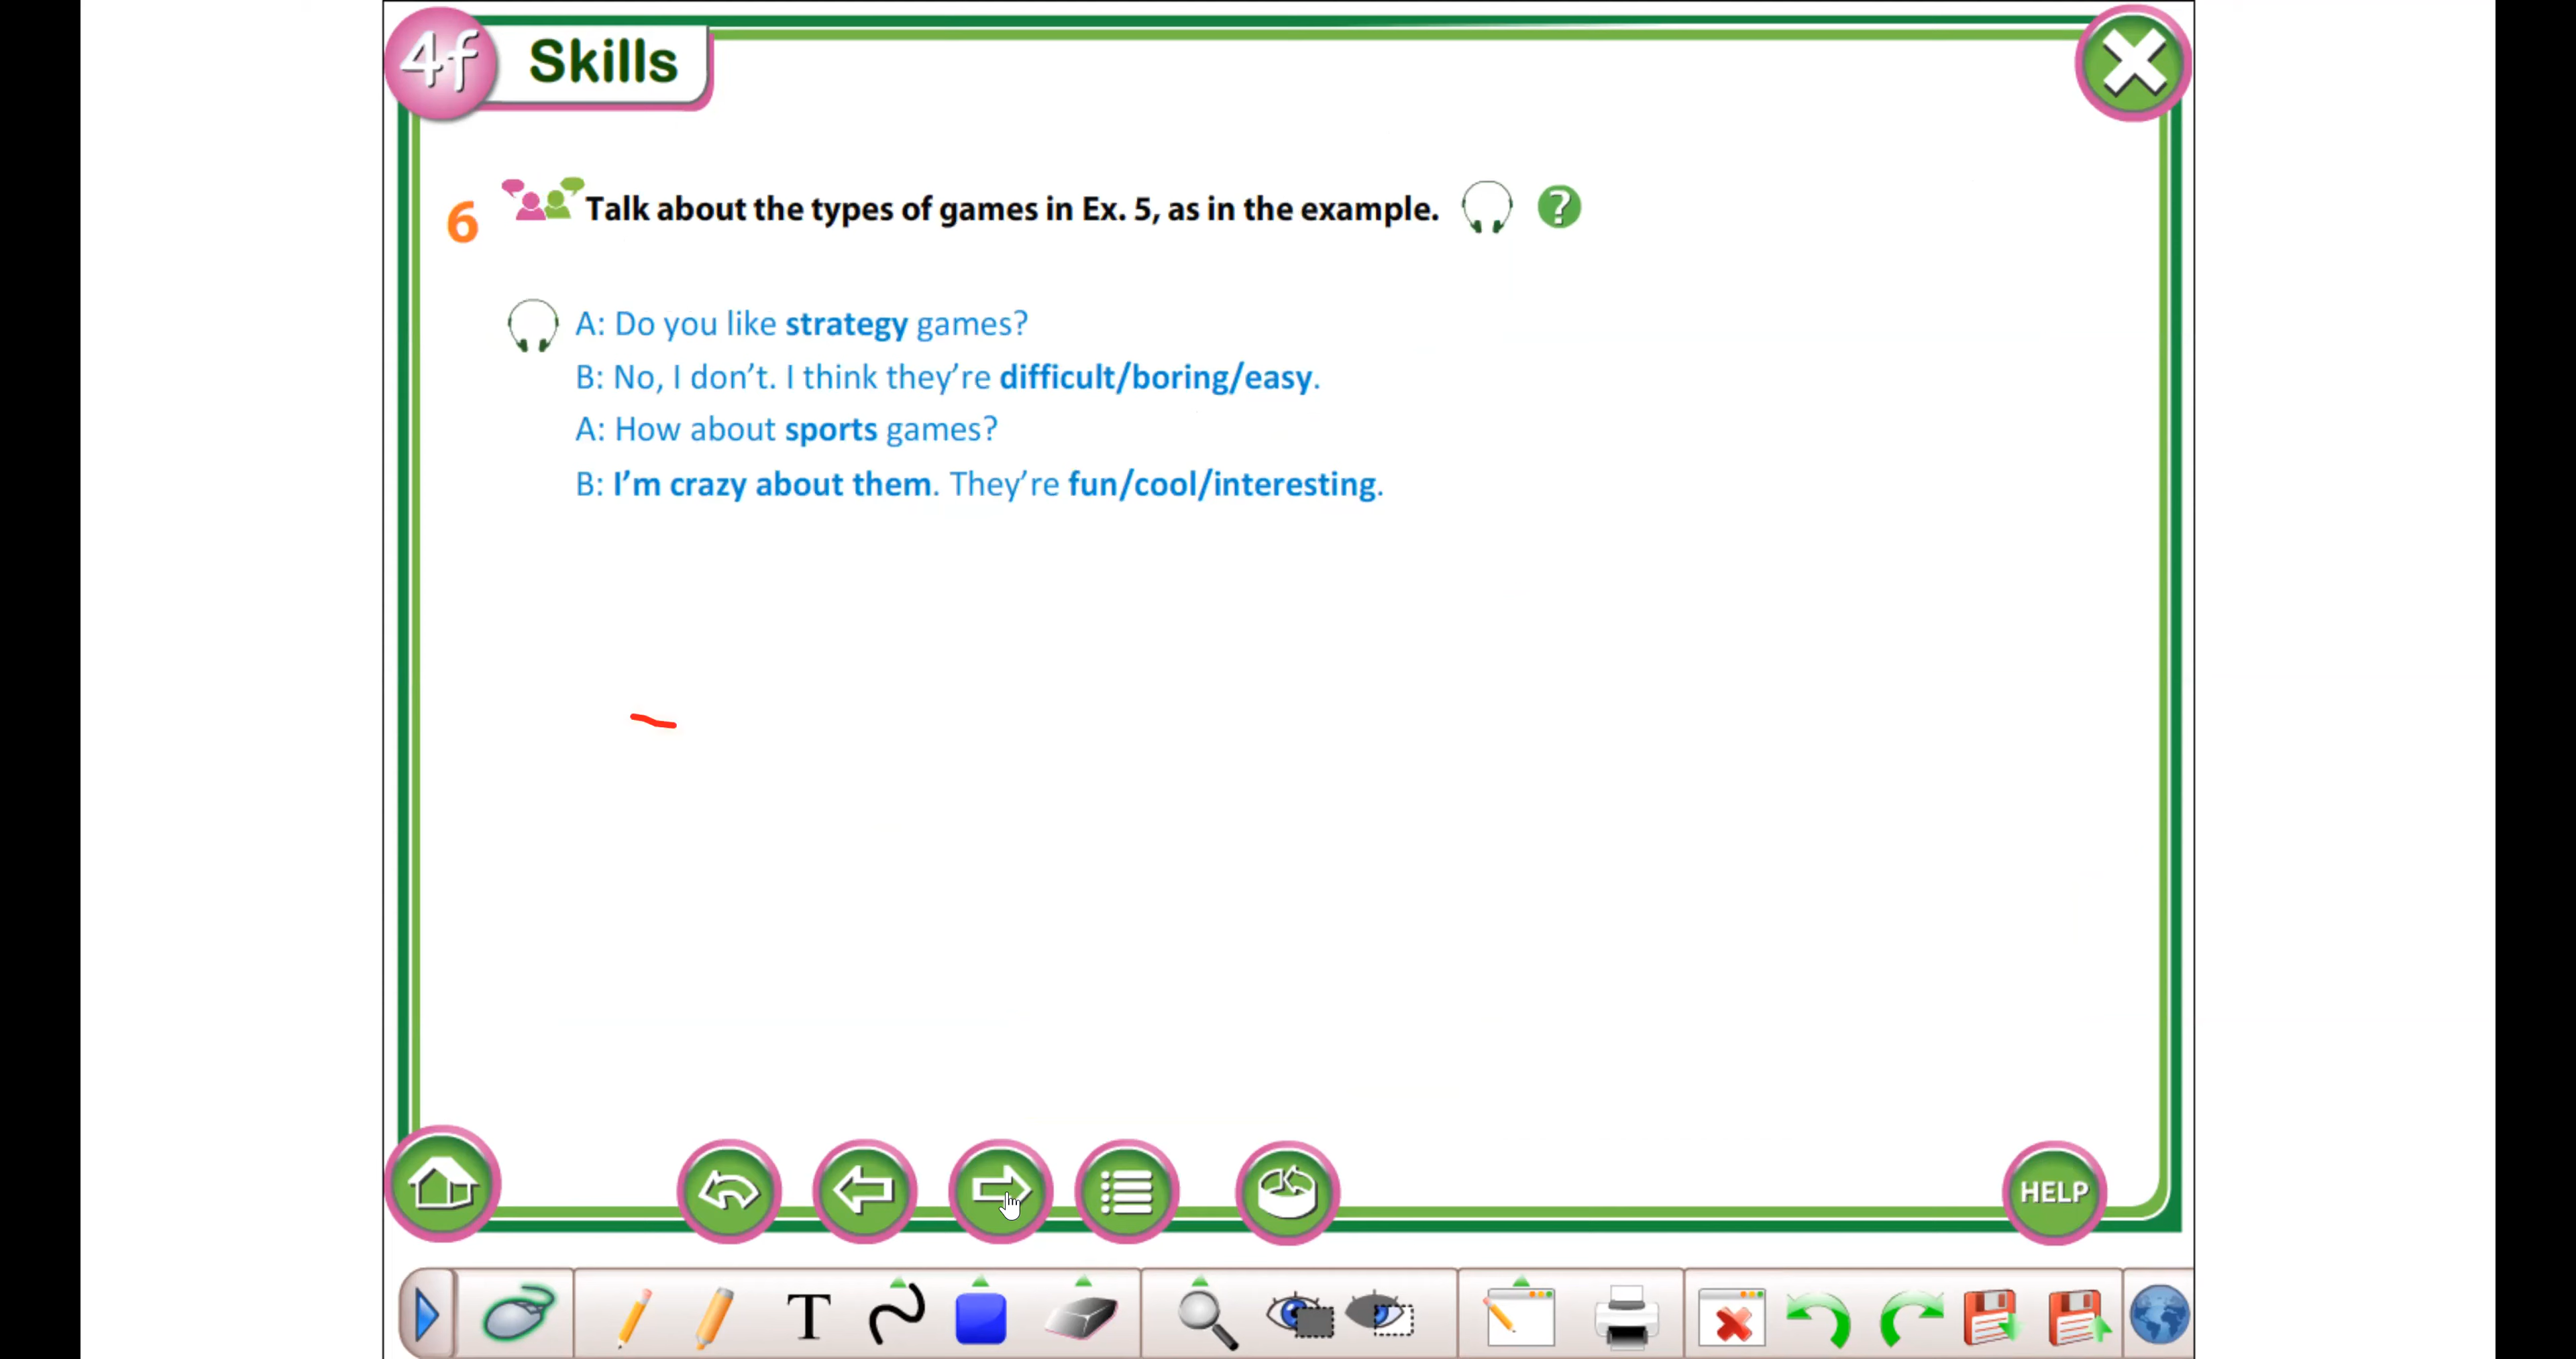 4f Skills
6 Talk about the types of games in Ex. 5, as in the example. ?
A: Do you like strategy games?
B: No, I don't. I think they're difficult/boring/easy.
A: How about sports games?
B: I'm crazy about them. They're fun/cool/interesting.
HELP
T